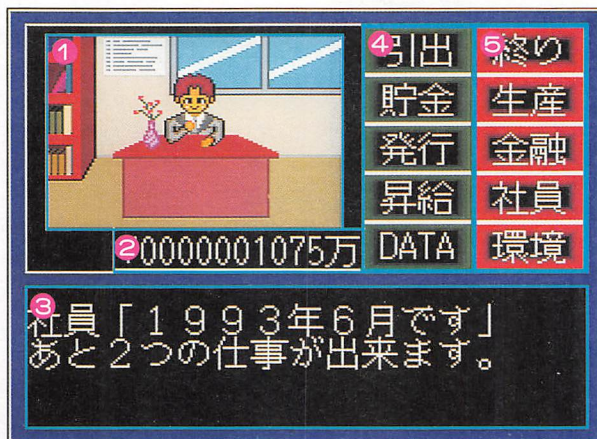 1
4 引出
5 終り
貯金
生産
発行
金融
昇給
社員
DATA
環境
2 0000001075万
3
社員「1993年6月です」
あと2つの仕事が出来ます。